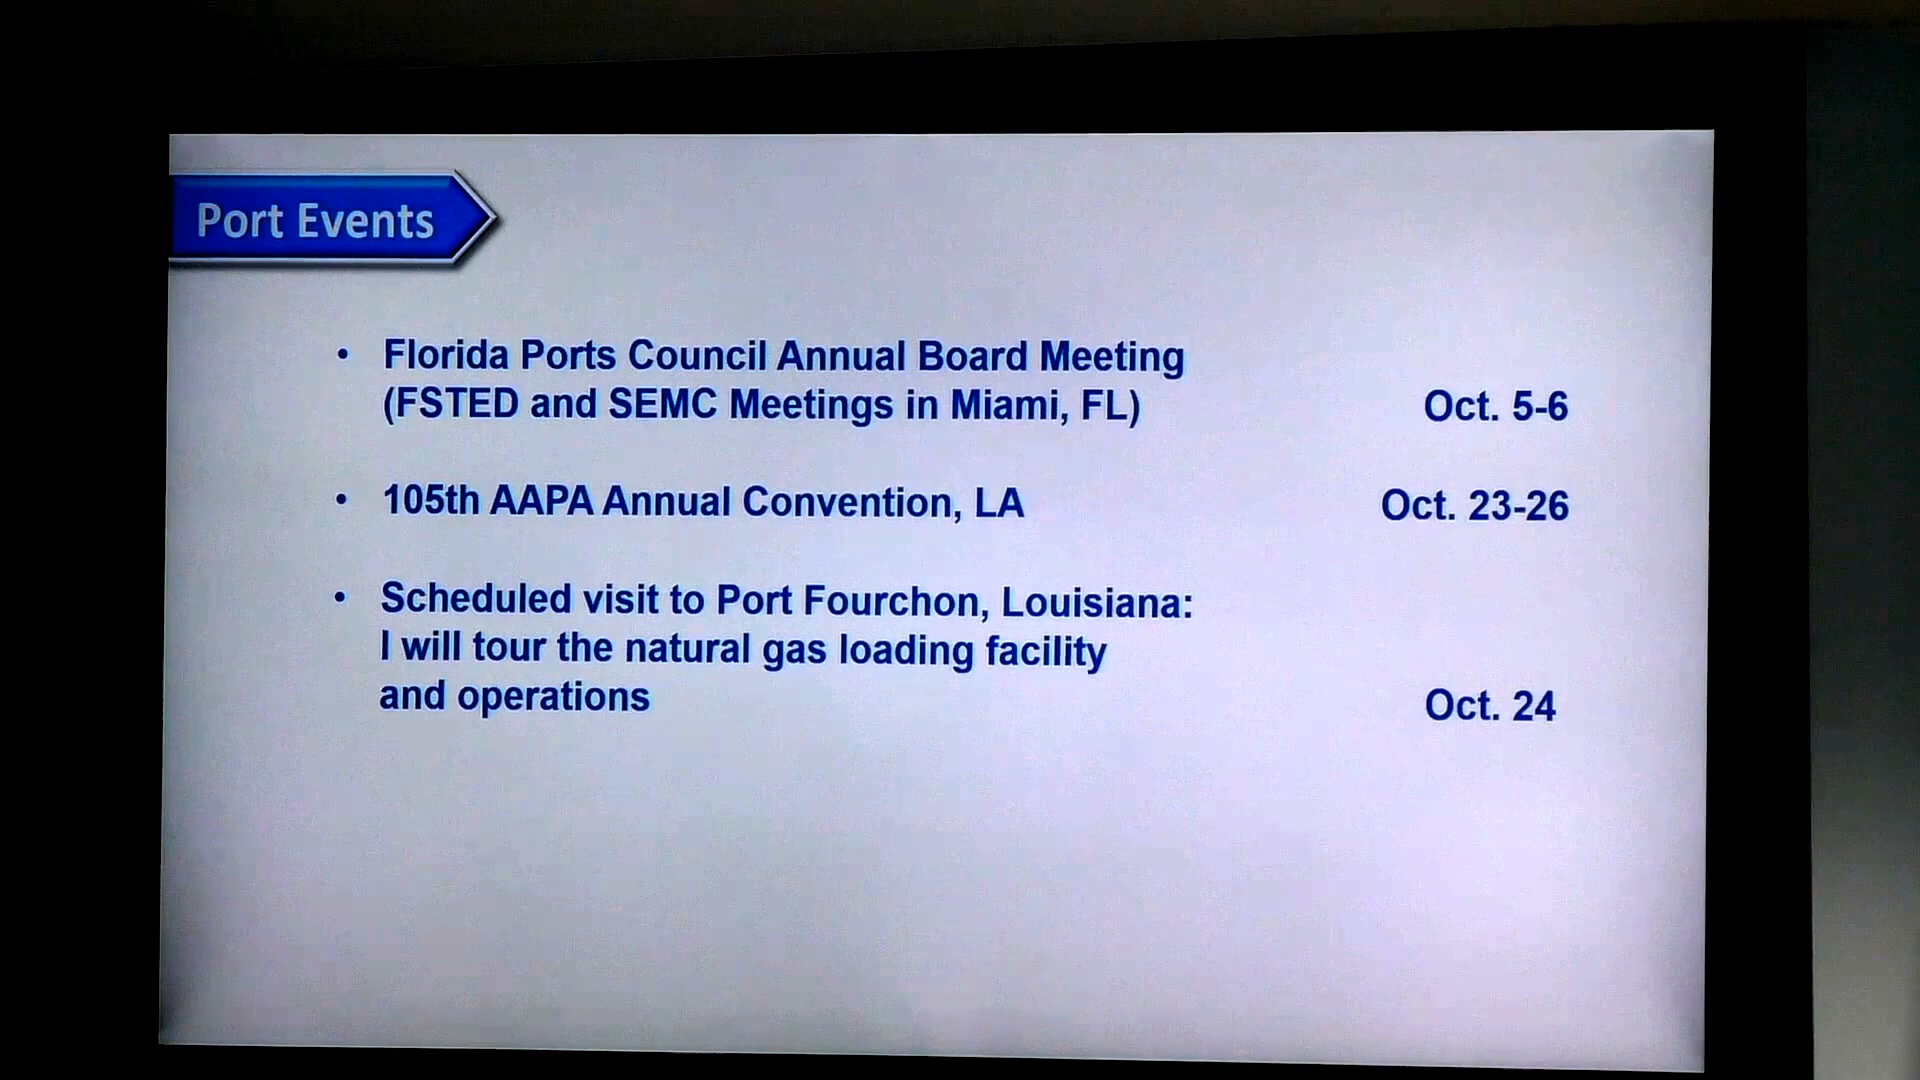 Port Events
• Florida Ports Council Annual Board Meeting
(FSTED and SEMC Meetings in Miami, FL) Oct. 5-6
• 105th AAPA Annual Convention, LA Oct. 23-26
• Scheduled visit to Port Fourchon, Louisiana:
I will tour the natural gas loading facility
and operations Oct. 24